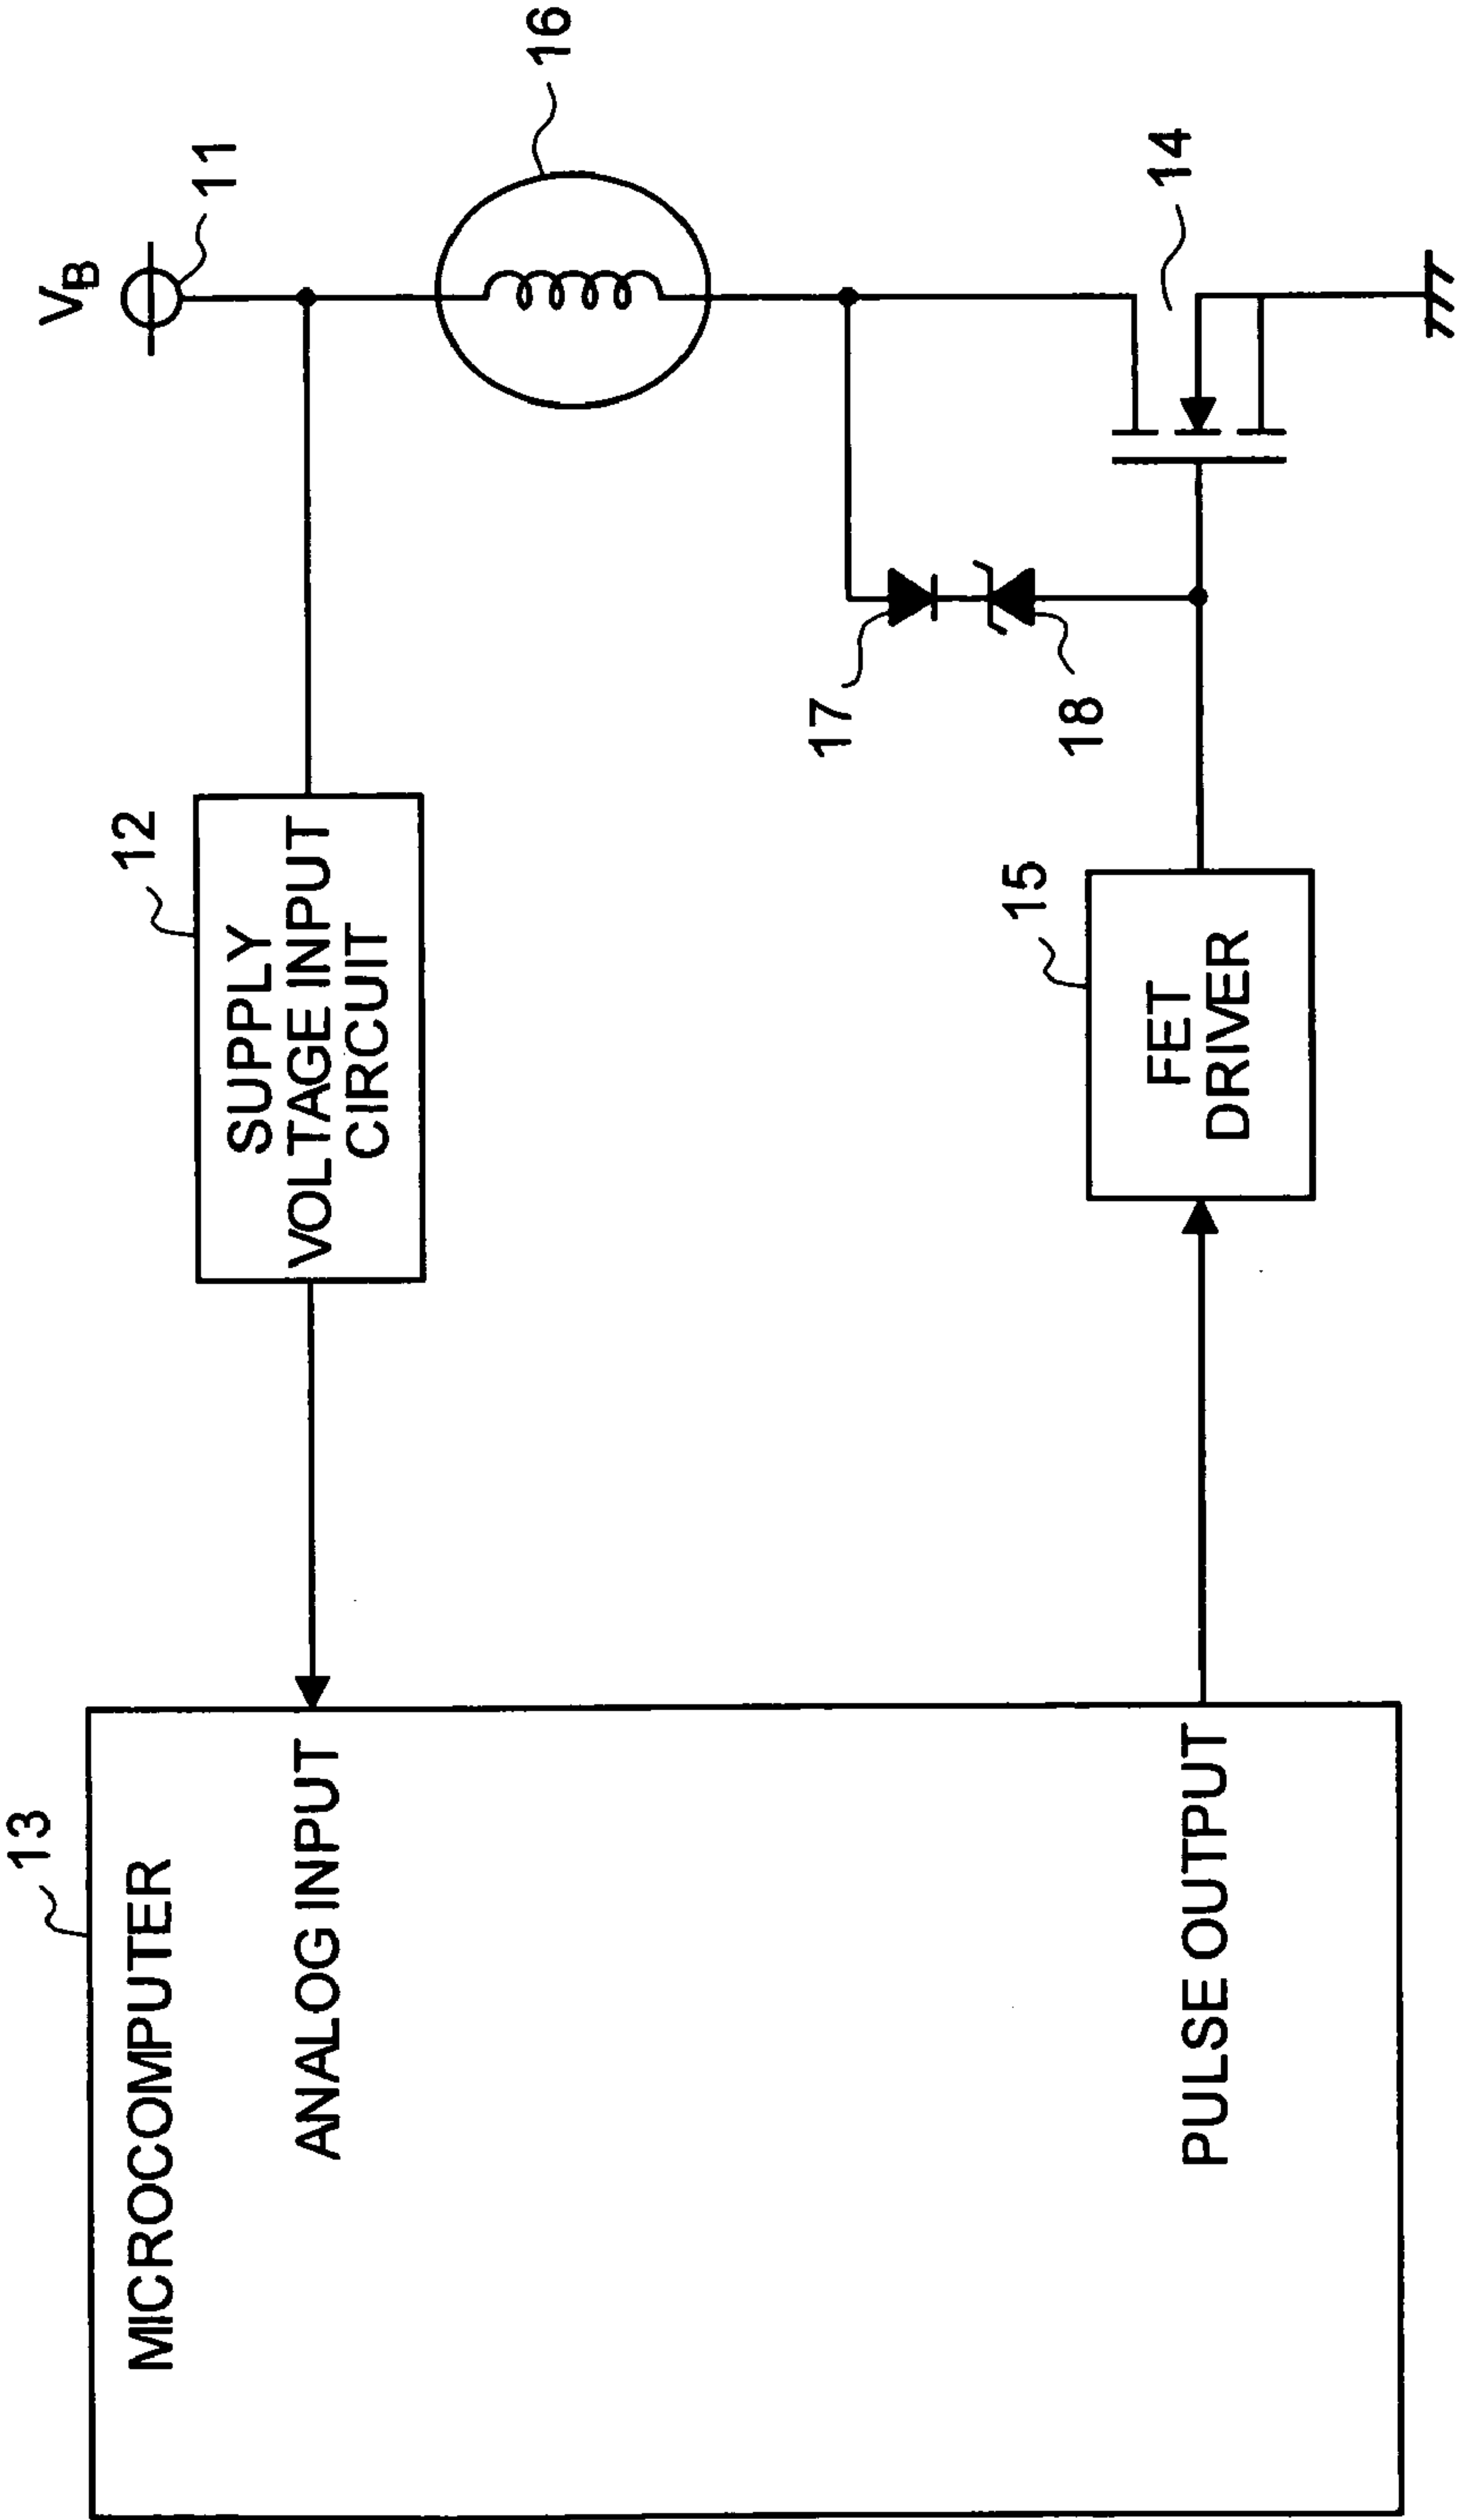 13
MICROCOMPUTER
ANALOG INPUT
PULSE OUTPUT
12
SUPPLY
VOLTAGE INPUT
CIRCUIT
15
FET
DRIVER
17
18
VB
11
16
14